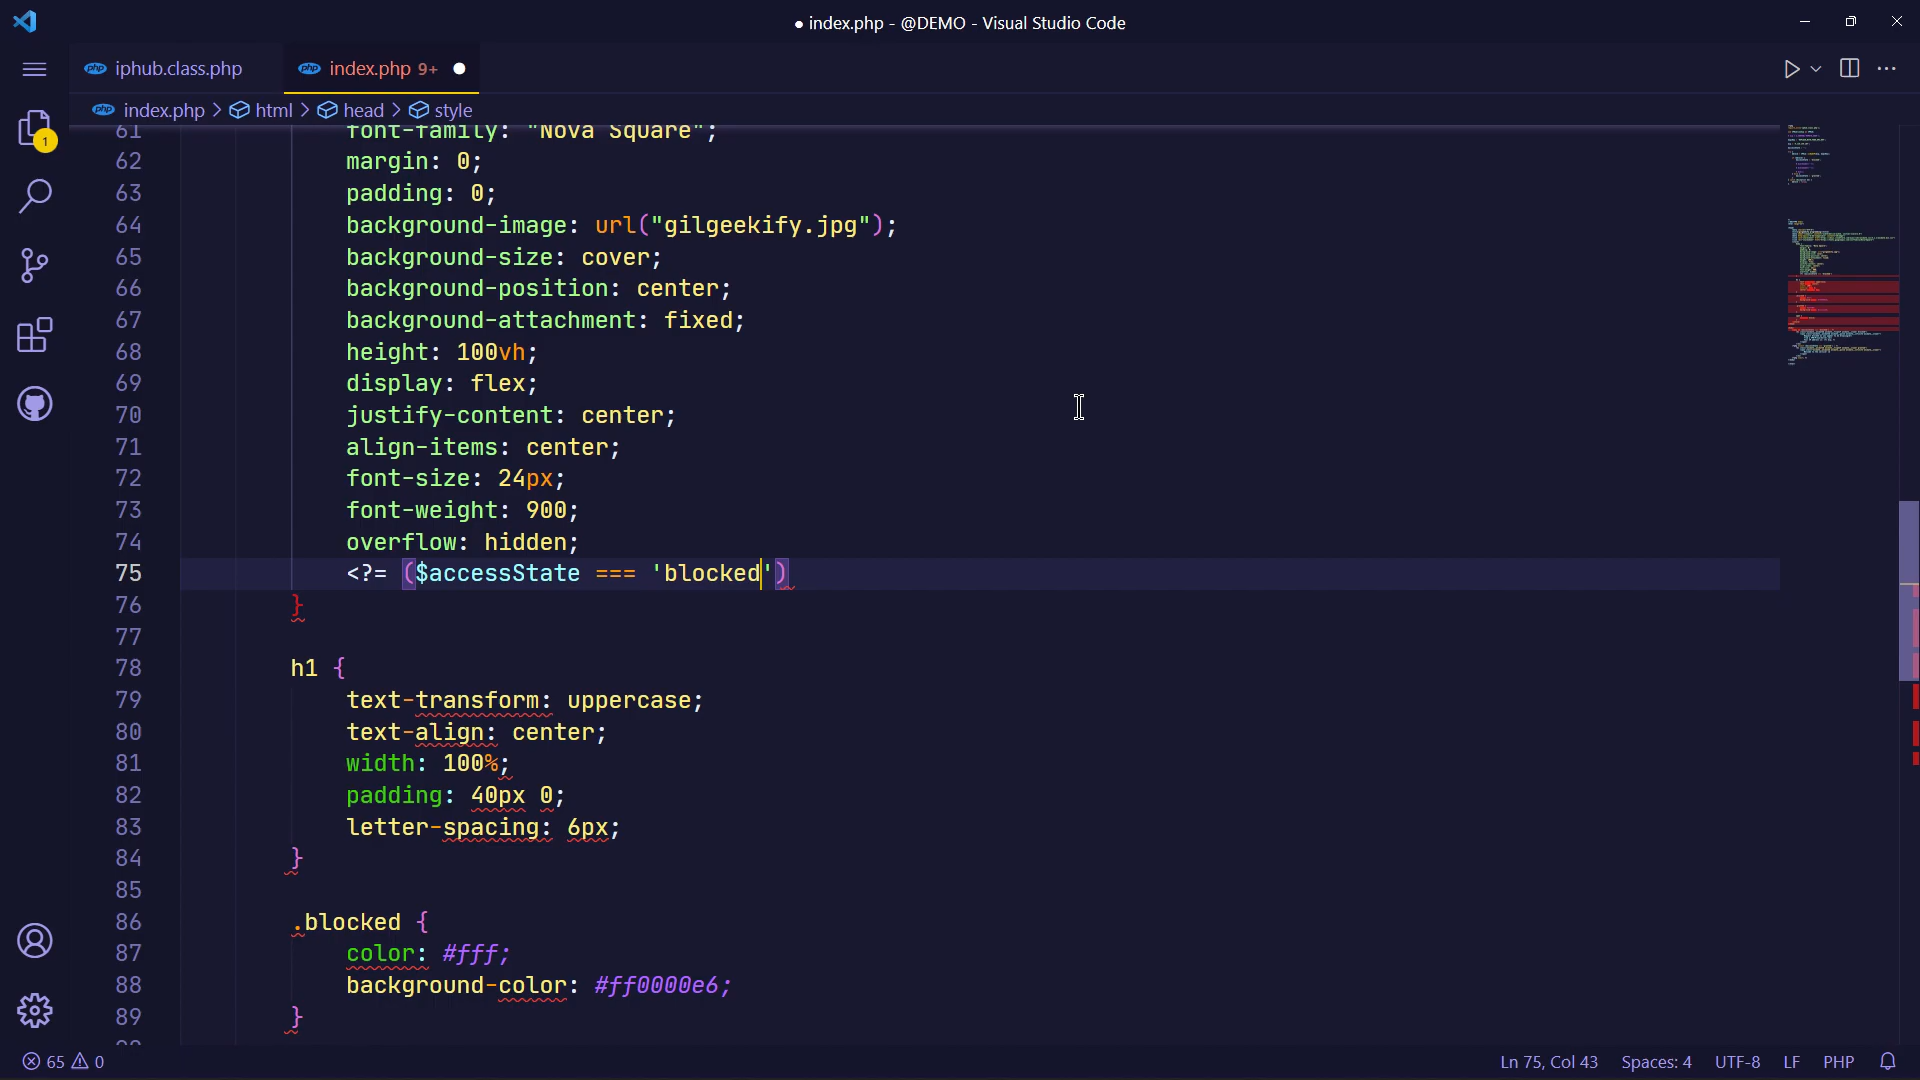 ● index.php - @DEMO - Visual Studio Code
php iphub.class.php
php index.php 9+ ●
php index.php > html > head > style
1
61 font-family: "Nova Square";
62 margin: 0;
63 padding: 0;
64 background-image: url("gilgeekify.jpg");
65 background-size: cover;
66 background-position: center;
67 background-attachment: fixed;
68 height: 100vh;
69 display: flex;
70 justify-content: center;
71 align-items: center;
72 font-size: 24px;
73 font-weight: 900;
74 overflow: hidden;
75 <?= ($accessState === 'blocked')
76 }
77
78 h1 {
79 text-transform: uppercase;
80 text-align: center;
81 width: 100%;
82 padding: 40px 0;
83 letter-spacing: 6px;
84 }
85
86 .blocked {
87 color: #fff;
88 background-color: #ff0000e6;
89 }
65 0 Ln 75, Col 43 Spaces: 4 UTF-8 LF PHP